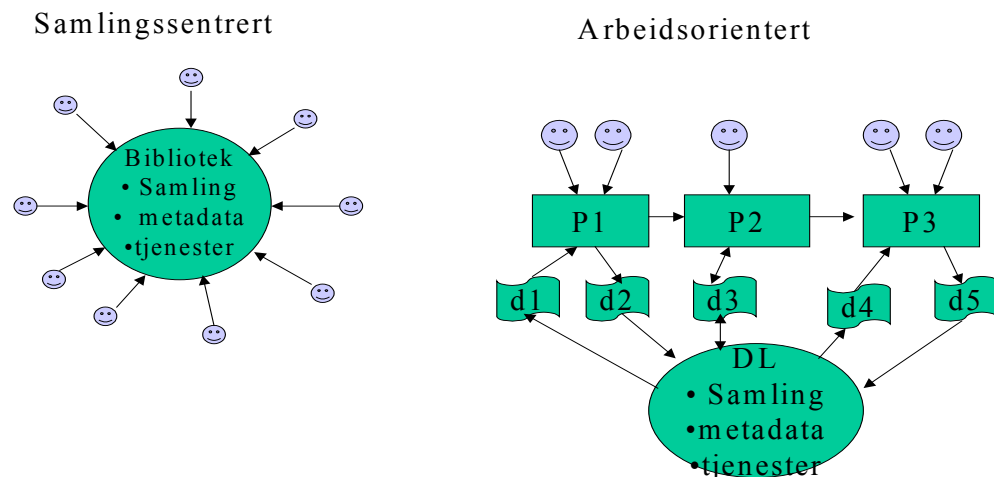 Samlingssentrert
Bibliotek
• Samling
• metadata
•tjenester
Arbeidsorientert
P1
P2
P3
d1
d2
d3
d4
d5
DL
• Samling
•metadata
•tjenester